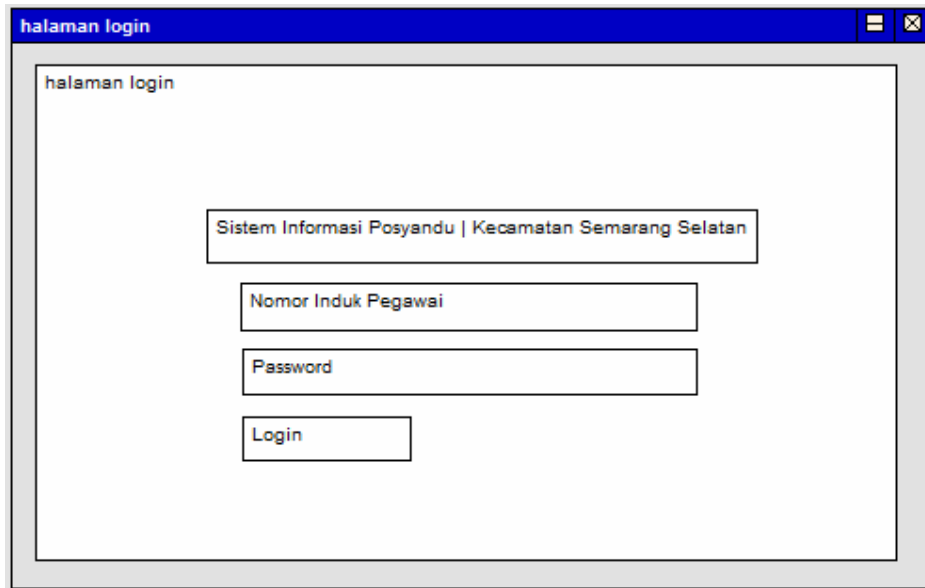 halaman login
halaman login
Sistem Informasi Posyandu | Kecamatan Semarang Selatan
Nomor Induk Pegawai
Password
Login